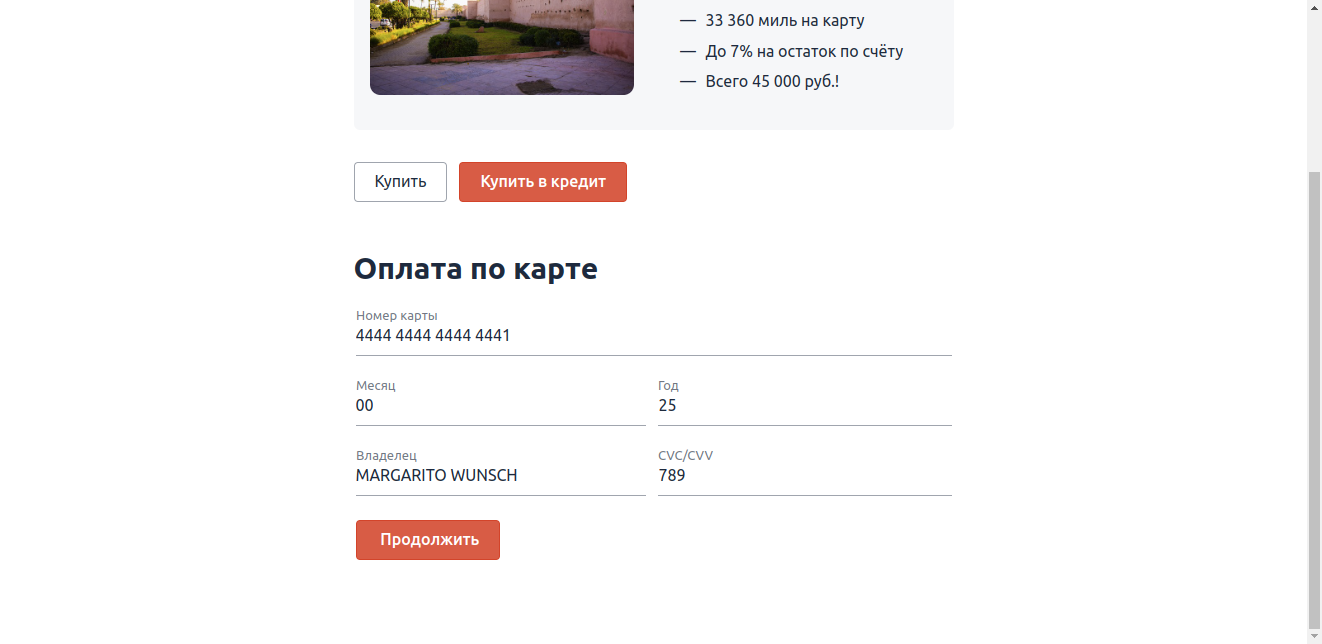 — 33 360 миль на карту
— До 7% на остаток по счёту
— Всего 45 000 руб.!
Купить Купить в кредит
Оплата по карте
Номер карты
4444 4444 4444 4441
Месяц Год
00 25
Владелец CVC/CVV
MARGARITO WUNSCH 789
Продолжить